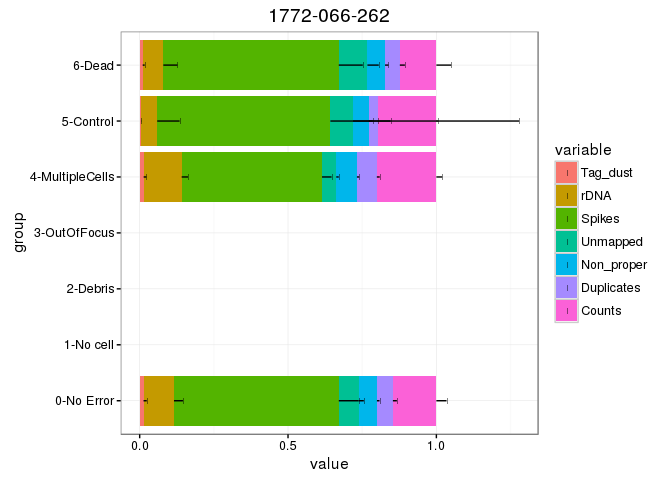 1772-066-262
group
6-Dead
5-Control
4-MultipleCells
3-OutOfFocus
2-Debris
1-No cell
0-No Error
0.0 0.5 1.0
value
variable
Tag_dust
rDNA
Spikes
Unmapped
Non_proper
Duplicates
Counts